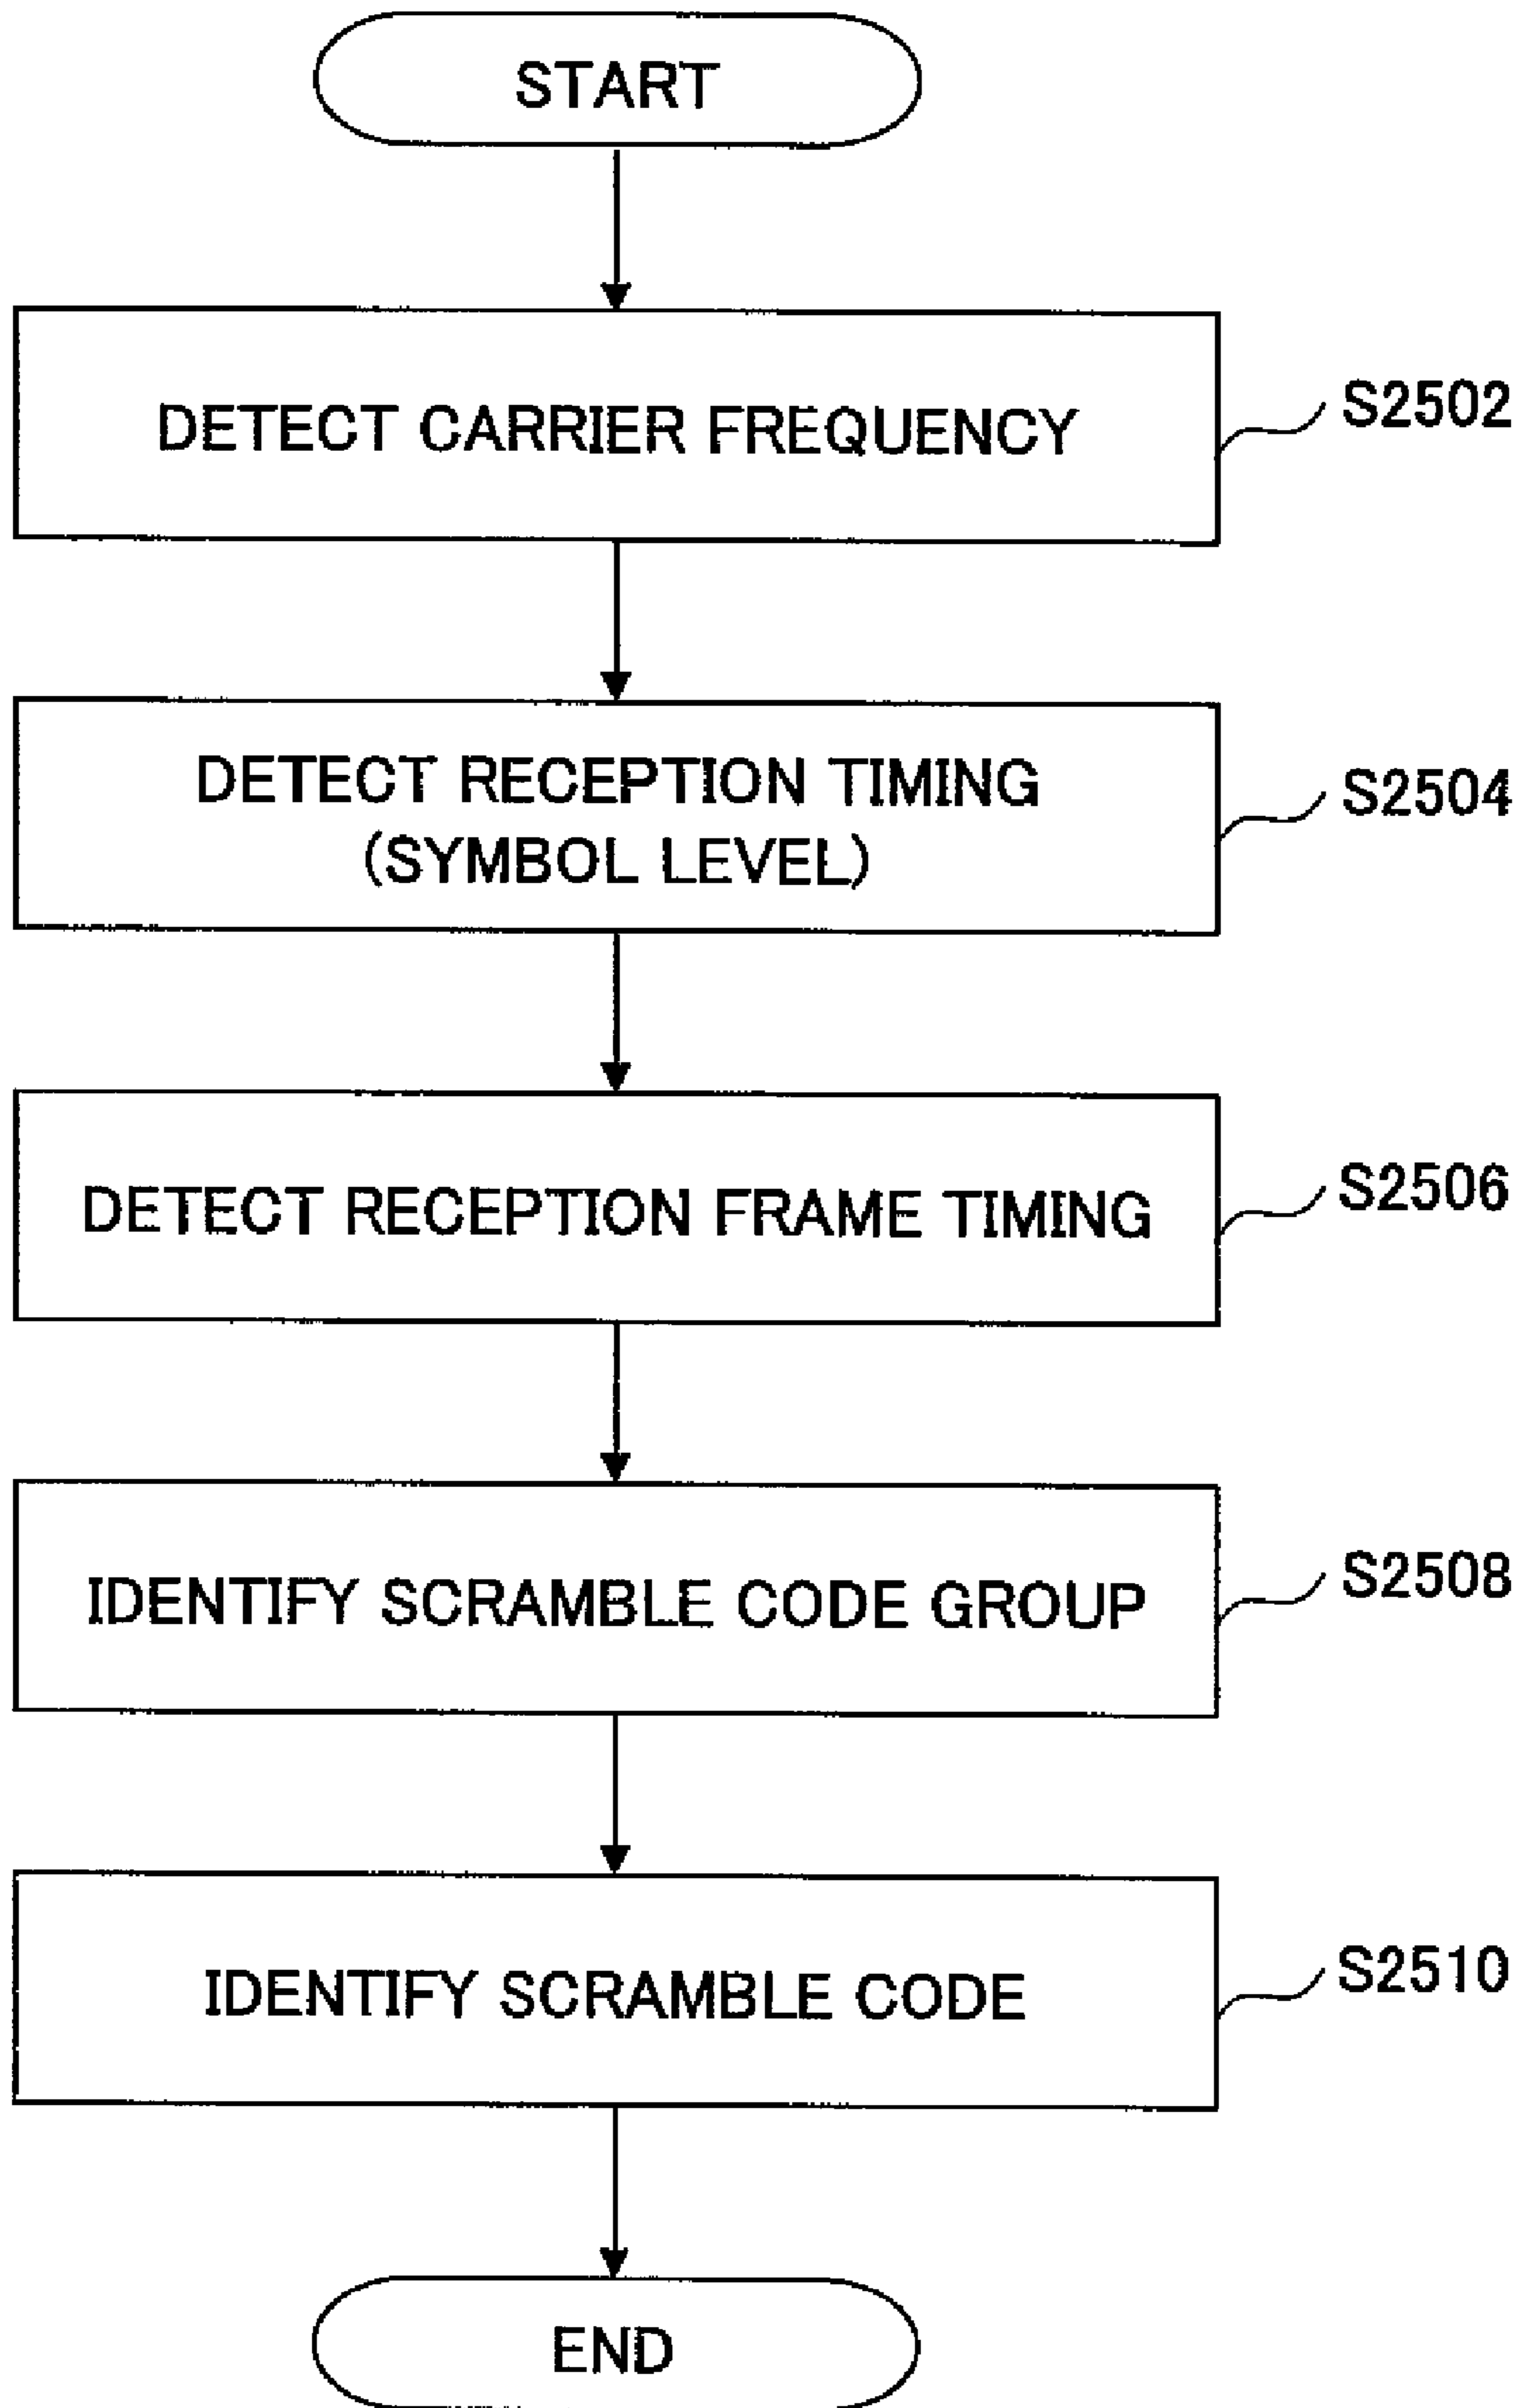 START
DETECT CARRIER FREQUENCY
S2502
DETECT RECEPTION TIMING
(SYMBOL LEVEL)
S2504
DETECT RECEPTION FRAME TIMING
S2506
IDENTIFY SCRAMBLE CODE GROUP
S2508
IDENTIFY SCRAMBLE CODE
S2510
END